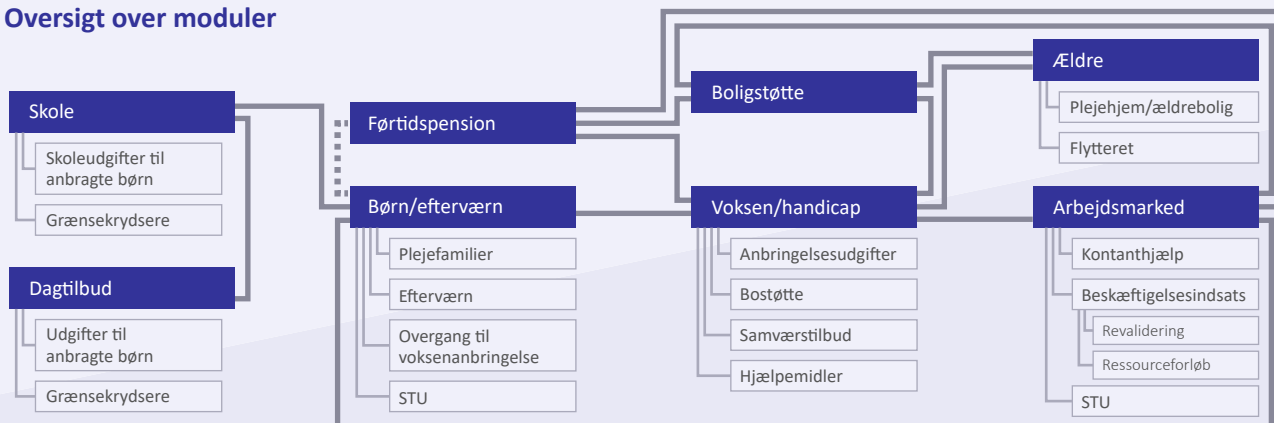 Oversigt over moduler
Skole
Skoleudgifter til
anbragte børn
Grænsekrydsere
Dagtilbud
Udgifter til
anbragte børn
Grænsekrydsere
Førtidspension
Børn/efterværn
Plejefamilier
Efterværn
Overgang til
voksenanbringelse
STU
Boligstøtte
Voksen/handicap
Anbringelsesudgifter
Bostøtte
Samværstilbud
Hjælpemidler
Ældre
Plejehjem/ældrebolig
Flytteret
Arbejdsmarked
Kontanthjælp
Beskæftigelsesindsats
Revalidering
Ressourceforløb
STU